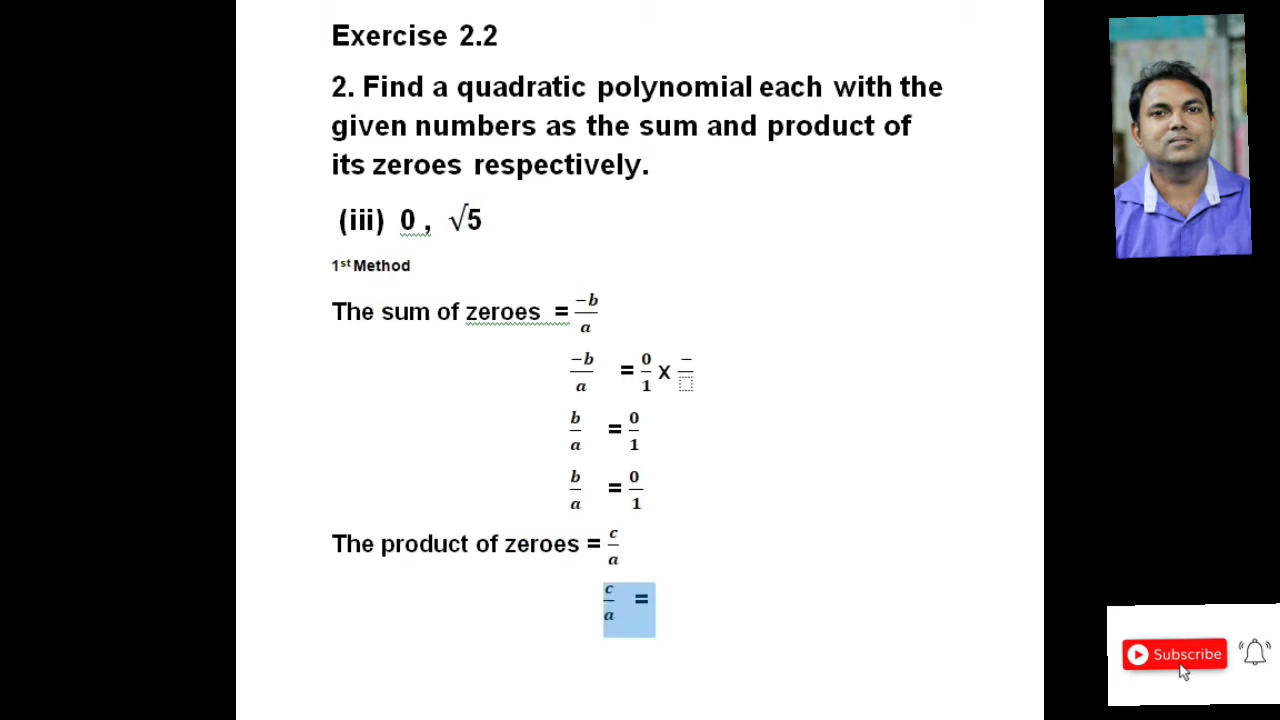 Exercise 2.2
2. Find a quadratic polynomial each with the
given numbers as the sum and product of
its zeroes respectively.
(iii) 0 , √5
1st Method
The sum of zeroes = −b/a
−b/a = 0/1 x −/
b/a = 0/1
b/a = 0/1
The product of zeroes = c/a
c/a =
Subscribe